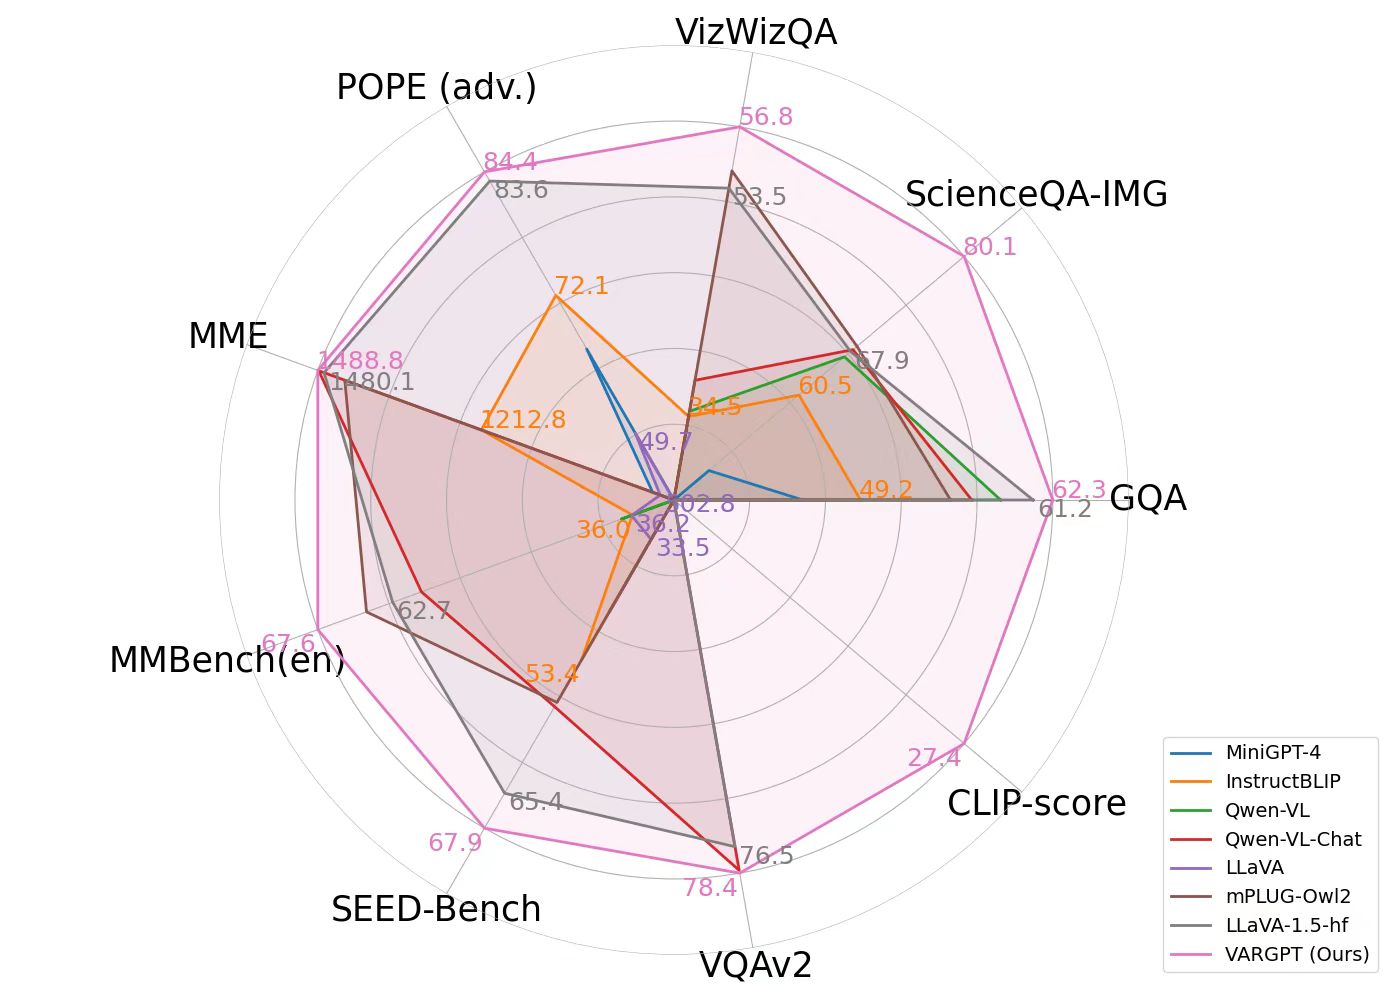 VizWizQA
POPE (adv.)
56.8
84.4
83.6
53.5
ScienceQA-IMG
80.1
72.1
MME
1488.8
1480.1
67.9
60.5
34.5
1212.8
49.7
49.2
62.3
GQA
61.2
502.8
36.2
36.0
33.5
62.7
67.6
MMBench(en)
53.4
27.4
CLIP-score
65.4
67.9
76.5
78.4
SEED-Bench
VQAv2
MiniGPT-4
InstructBLIP
Qwen-VL
Qwen-VL-Chat
LLaVA
mPLUG-Owl2
LLaVA-1.5-hf
VARGPT (Ours)